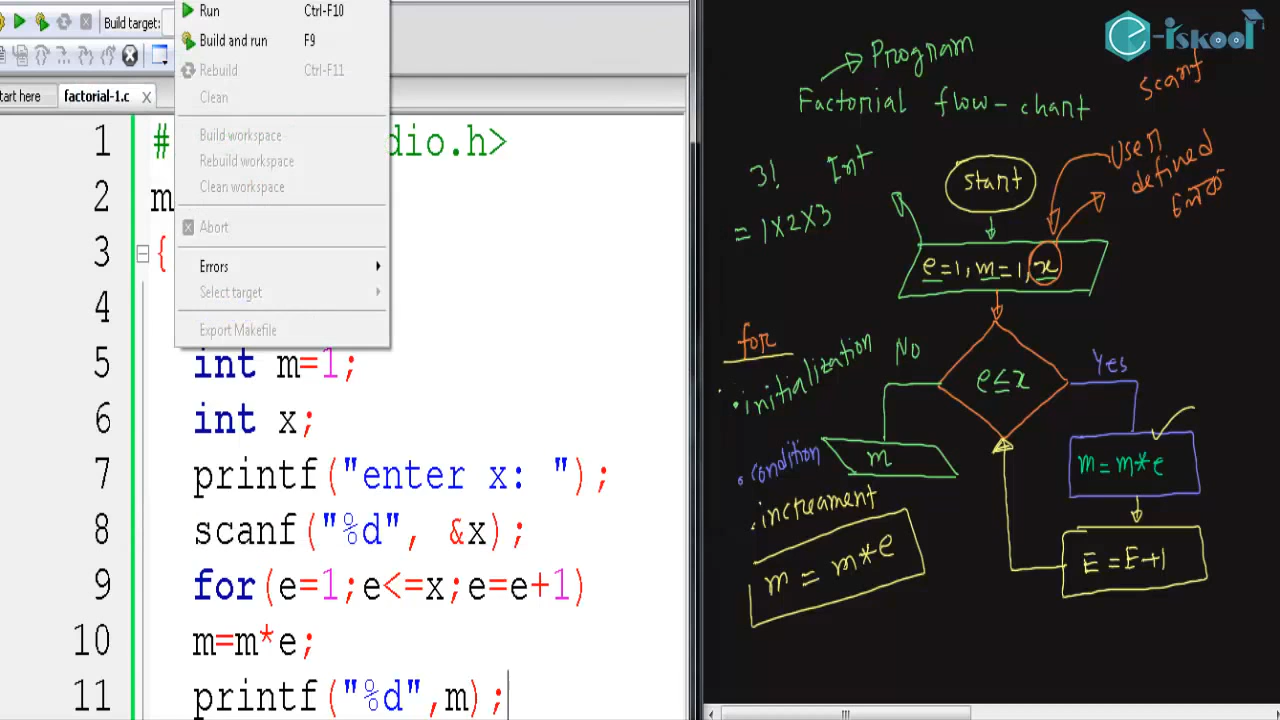 Build target:
Run Ctrl-F10
Build and run F9
Rebuild Ctrl-F11
Clean
Build workspace
Rebuild workspace
Clean workspace
Abort
Errors
Select target
Export Makefile
tart here factorial-1.c
1 # dio.h>
2 m
3 {
4
5 int m=1;
6 int x;
7 printf("enter x: ");
8 scanf("%d", &x);
9 for(e=1;e<=x;e=e+1)
10 m=m*e;
11 printf("%d",m);
e-iskool
Program
Factorial flow-chart
scanf
3! Int
= 1x2x3
start
User
defined
e=1, m=1, x
for
• initialization
• condition
• increament
m = m*e
No
e≤x
Yes
m
m=m*e
E=E+1